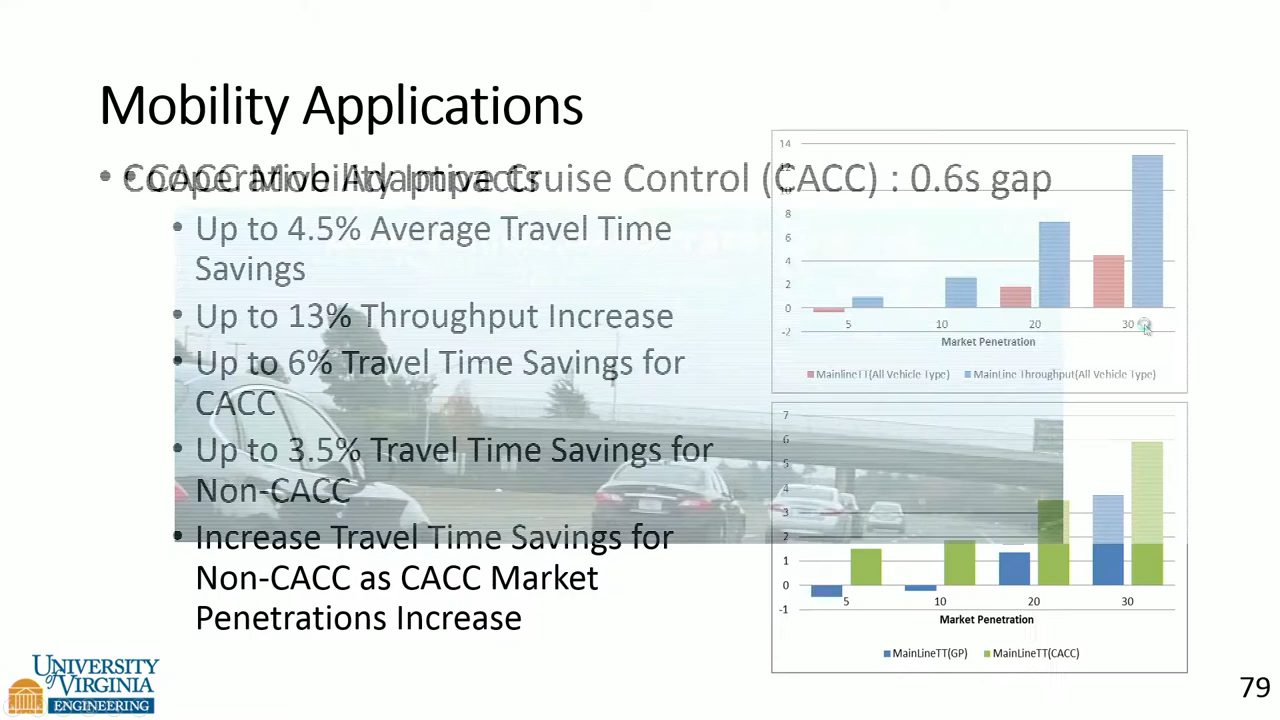 Mobility Applications
• Cooperative Adaptive Cruise Control (CACC) : 0.6s gap
• CACC Mobility Impacts
• Up to 4.5% Average Travel Time
Savings
• Up to 13% Throughput Increase
• Up to 6% Travel Time Savings for
CACC
• Up to 3.5% Travel Time Savings for
Non-CACC
• Increase Travel Time Savings for
Non-CACC as CACC Market
Penetrations Increase
14
12
10
8
6
4
2
0
-2
5 10 20 30
Market Penetration
MainlineTT(All Vehicle Type) MainLine Throughput(All Vehicle Type)
7
6
5
4
3
2
1
0
-1
5 10 20 30
Market Penetration
MainLineTT(GP) MainLineTT(CACC)
UNIVERSITY
of VIRGINIA
ENGINEERING
79